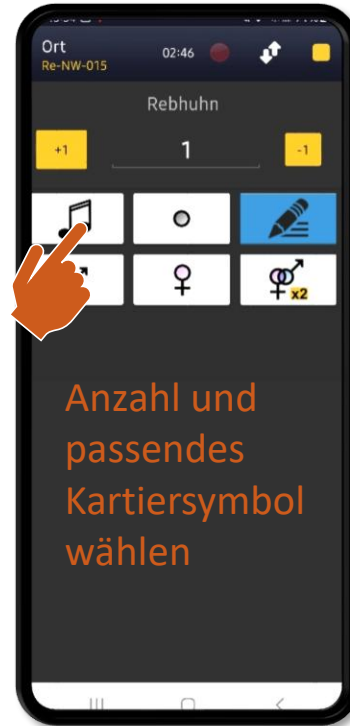 Ort
02:46
Re-NW-015
Rebhuhn
+1
1
-1
x2
Anzahl und
passendes
Kartiersymbol
wählen